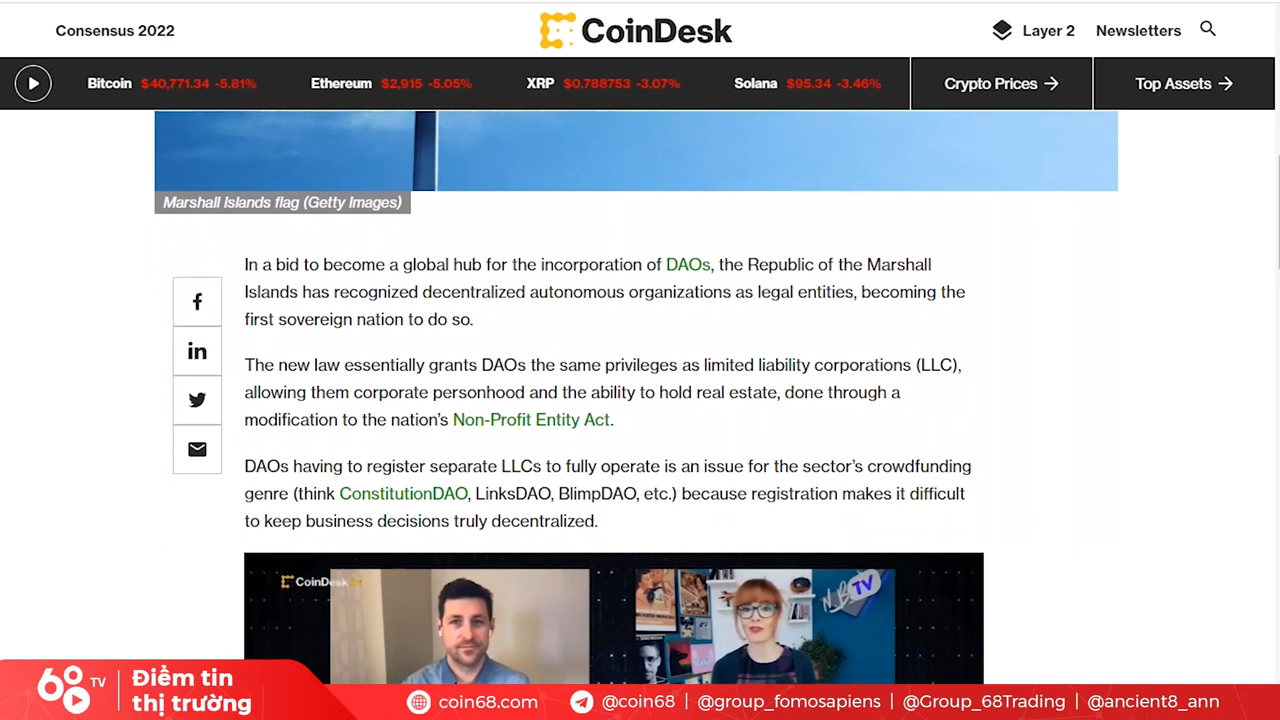 Consensus 2022
CoinDesk
Layer 2
Newsletters
Bitcoin $40,771.34 -5.81%
Ethereum $2,915 -5.05%
XRP $0.788753 -3.07%
Solana $95.34 -3.46%
Crypto Prices →
Top Assets →
Marshall Islands flag (Getty Images)
In a bid to become a global hub for the incorporation of DAOs, the Republic of the Marshall
Islands has recognized decentralized autonomous organizations as legal entities, becoming the
first sovereign nation to do so.
The new law essentially grants DAOs the same privileges as limited liability corporations (LLC),
allowing them corporate personhood and the ability to hold real estate, done through a
modification to the nation's Non-Profit Entity Act.
DAOs having to register separate LLCs to fully operate is an issue for the sector's crowdfunding
genre (think ConstitutionDAO, LinksDAO, BlimpDAO, etc.) because registration makes it difficult
to keep business decisions truly decentralized.
CoinDesk
TV
68 TV
Điểm tin
thị trường
coin68.com
@coin68 | @group_fomosapiens | @Group_68Trading | @ancient8_ann